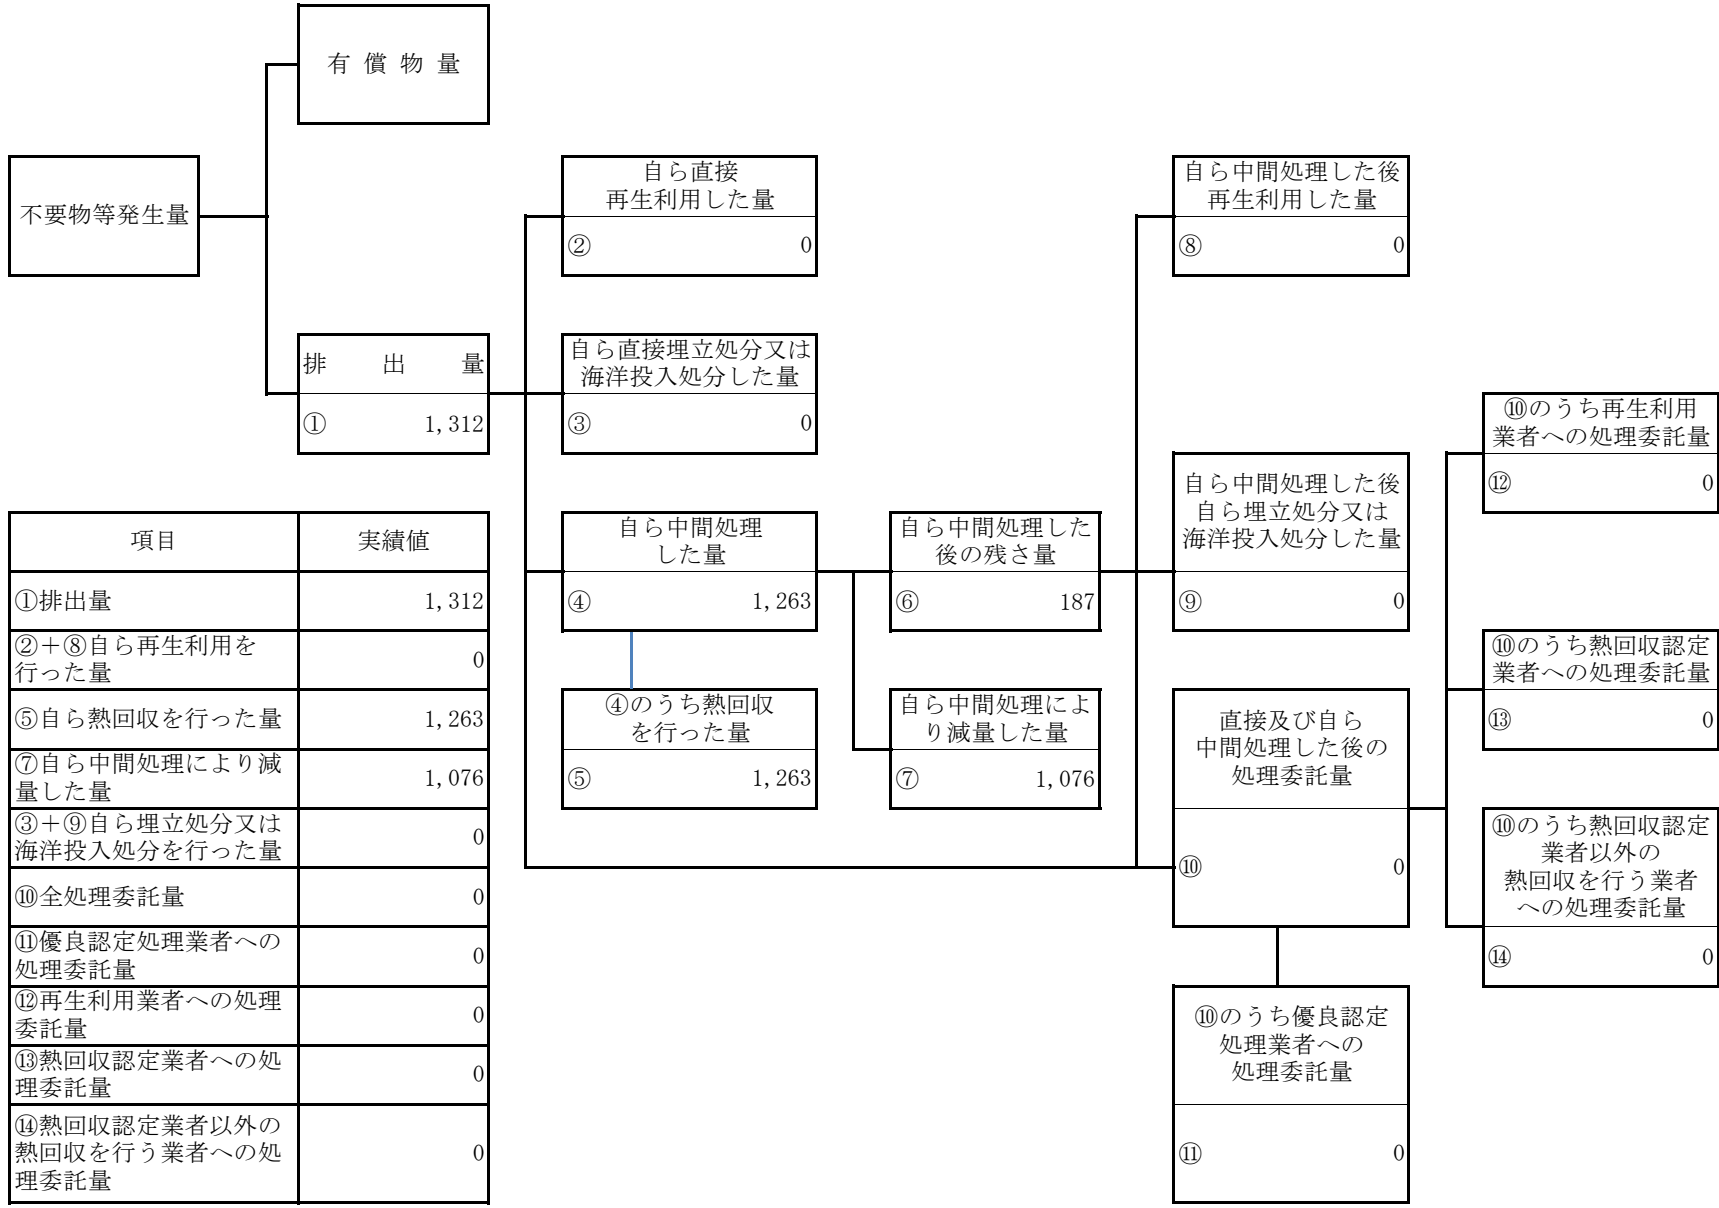 有償物量
不要物等発生量
自ら直接
再生利用した量
② 0
自ら中間処理した後
再生利用した量
⑧ 0
排出量
① 1,312
自ら直接埋立処分又は
海洋投入処分した量
③ 0
⑩のうち再生利用
業者への処理委託量
⑫ 0
自ら中間処理した後
自ら埋立処分又は
海洋投入処分した量
⑨ 0
自ら中間処理
した量
④ 1,263
自ら中間処理した
後の残さ量
⑥ 187
⑩のうち熱回収認定
業者への処理委託量
⑬ 0
④のうち熱回収
を行った量
⑤ 1,263
自ら中間処理によ
り減量した量
⑦ 1,076
直接及び自ら
中間処理した後の
処理委託量
⑩ 0
⑩のうち熱回収認定
業者以外の
熱回収を行う業者
への処理委託量
⑭ 0
⑩のうち優良認定
処理業者への
処理委託量
⑪ 0
項目 実績値
①排出量 1,312
②＋⑧自ら再生利用を
行った量 0
⑤自ら熱回収を行った量 1,263
⑦自ら中間処理により減
量した量 1,076
③＋⑨自ら埋立処分又は
海洋投入処分を行った量 0
⑩全処理委託量 0
⑪優良認定処理業者への
処理委託量 0
⑫再生利用業者への処理
委託量 0
⑬熱回収認定業者への処
理委託量 0
⑭熱回収認定業者以外の
熱回収を行う業者への処
理委託量 0